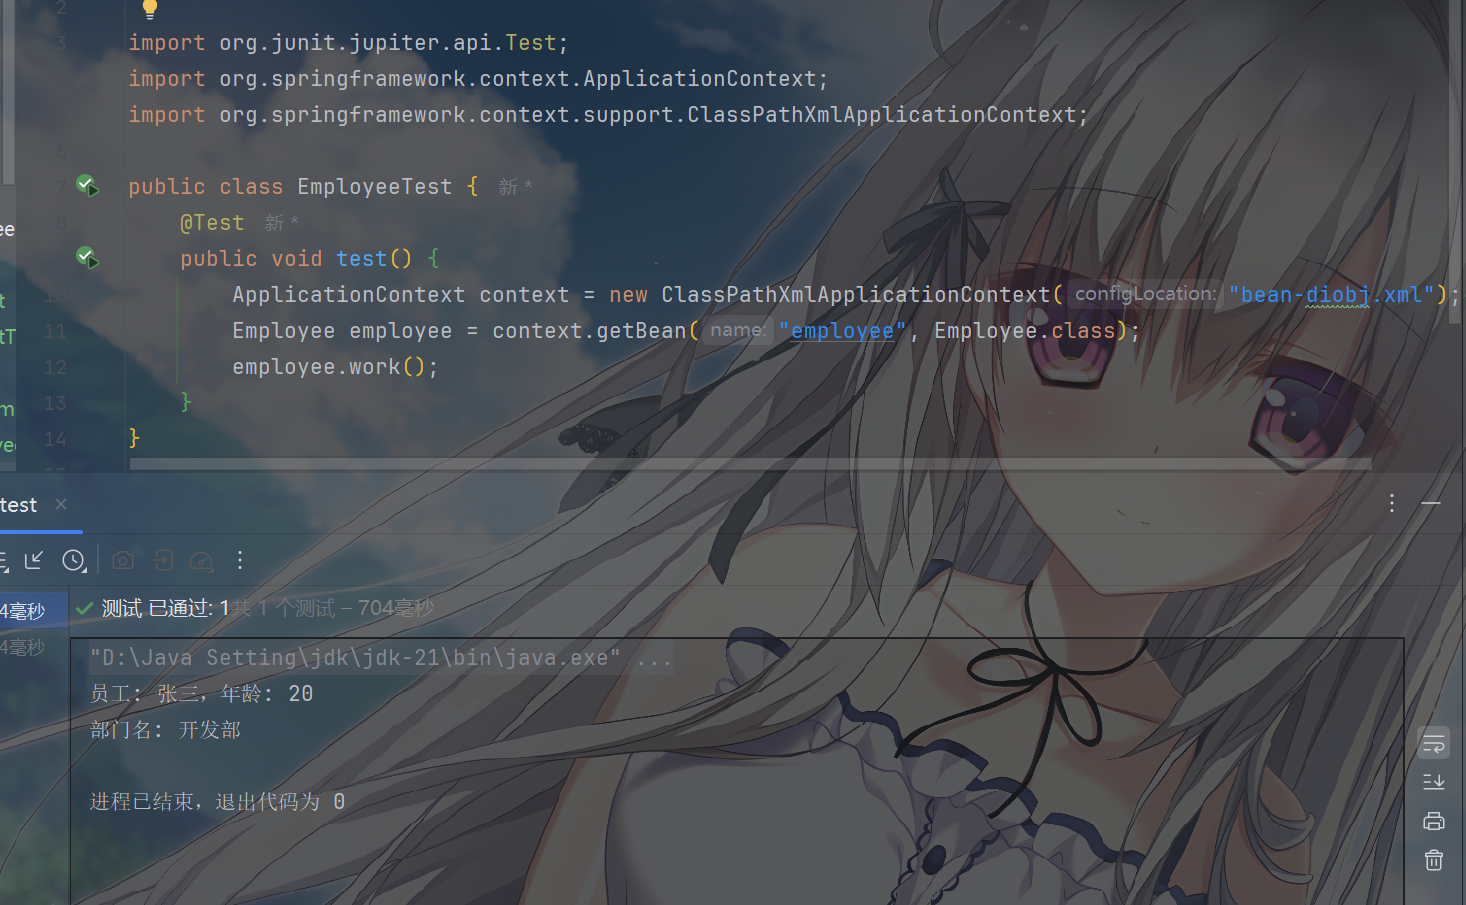 2
3 import org.junit.jupiter.api.Test;
import org.springframework.context.ApplicationContext;
import org.springframework.context.support.ClassPathXmlApplicationContext;
6
7 public class EmployeeTest { 新 *
8 @Test 新 *
public void test() {
10 ApplicationContext context = new ClassPathXmlApplicationContext( configLocation: "bean-diobj.xml");
11 Employee employee = context.getBean( name: "employee", Employee.class);
12 employee.work();
13 }
14 }
ee
t
tT
m
test ×
4毫秒
4毫秒
测试 已通过: 1共 1 个测试 – 704毫秒
"D:\Java Setting\jdk\jdk-21\bin\java.exe" ...
员工: 张三, 年龄: 20
部门名: 开发部
进程已结束，退出代码为 0